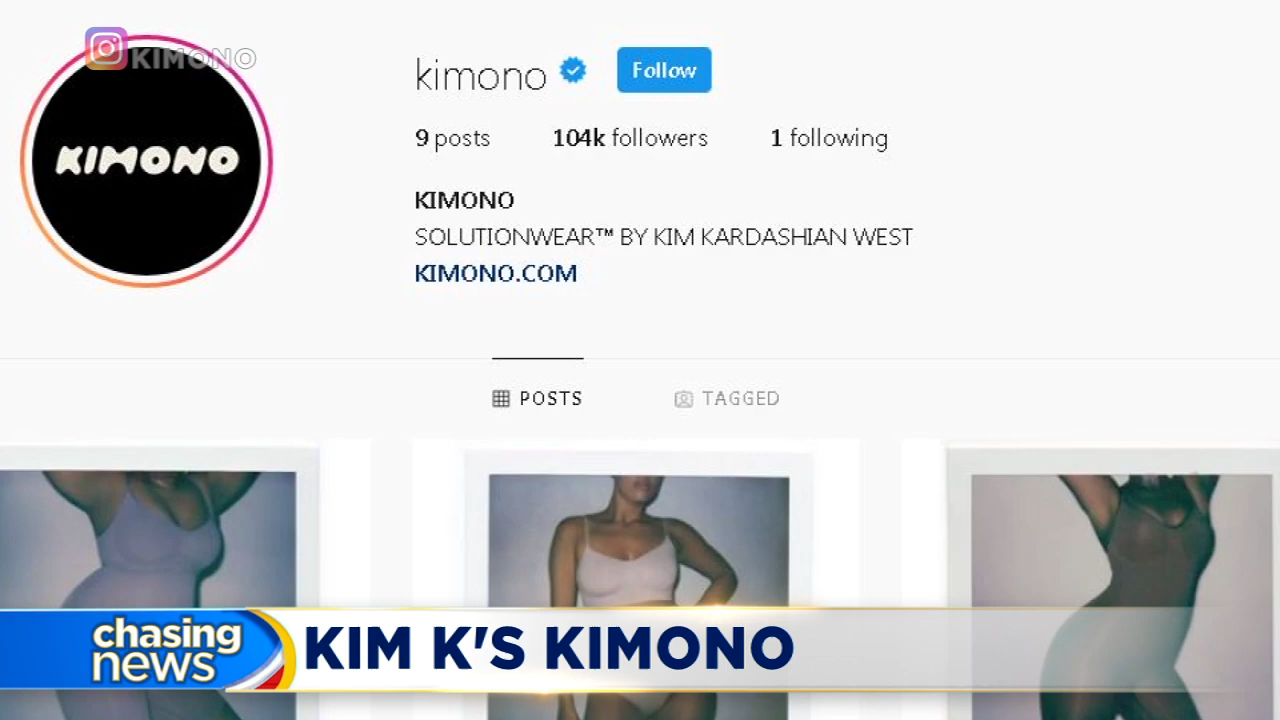 KIMONO
KIMONO
kimono
Follow
9 posts 104k followers 1 following
KIMONO
SOLUTIONWEAR™ BY KIM KARDASHIAN WEST
KIMONO.COM
POSTS TAGGED
chasing
news
KIM K'S KIMONO